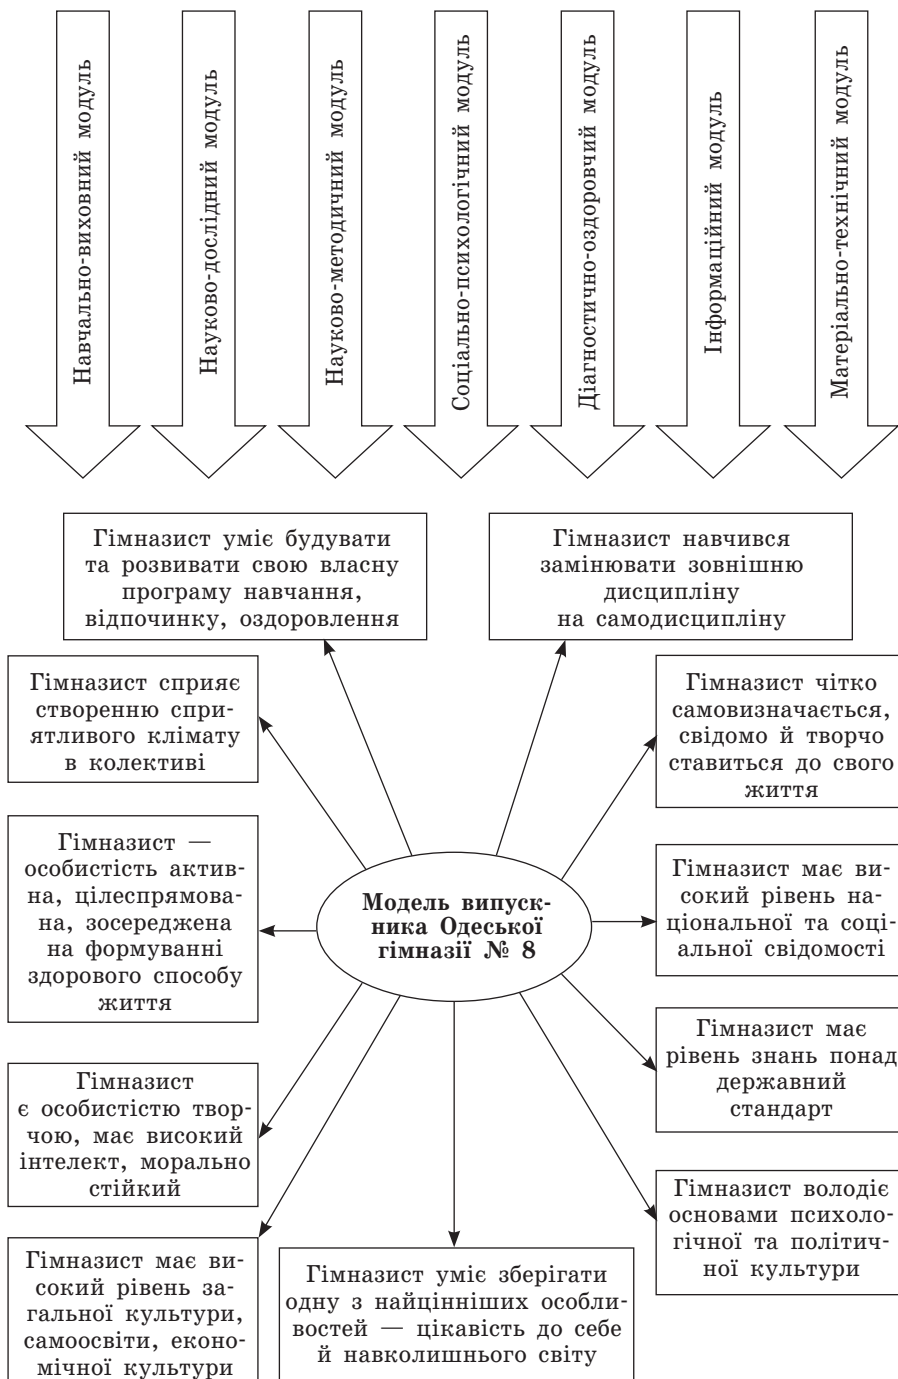 Навчально-виховний модуль
Науково-дослідний модуль
Науково-методичний модуль
Соціально-психологічний модуль
Діагностично-оздоровчий модуль
Інформаційний модуль
Матеріально-технічний модуль
Гімназист уміє будувати
та розвивати свою власну
програму навчання,
відпочинку, оздоровлення
Гімназист навчився
замінювати зовнішню
дисципліну
на самодисципліну
Гімназист сприяє
створенню спри-
ятливого клімату
в колективі
Гімназист чітко
самовизначається,
свідомо й творчо
ставиться до свого
життя
Гімназист —
особистість актив-
на, цілеспрямова-
на, зосереджена
на формуванні
здорового способу
життя
Модель випуск-
ника Одеської
гімназії № 8
Гімназист має ви-
сокий рівень на-
ціональної та соці-
альної свідомості
Гімназист має
рівень знань понад
державний
стандарт
Гімназист
є особистістю твор-
чою, має високий
інтелект, морально
стійкий
Гімназист володіє
основами психоло-
гічної та політич-
ної культури
Гімназист має ви-
сокий рівень за-
гальної культури,
самоосвіти, еконо-
мічної культури
Гімназист уміє зберігати
одну з найцінніших особли-
востей — цікавість до себе
й навколишнього світу